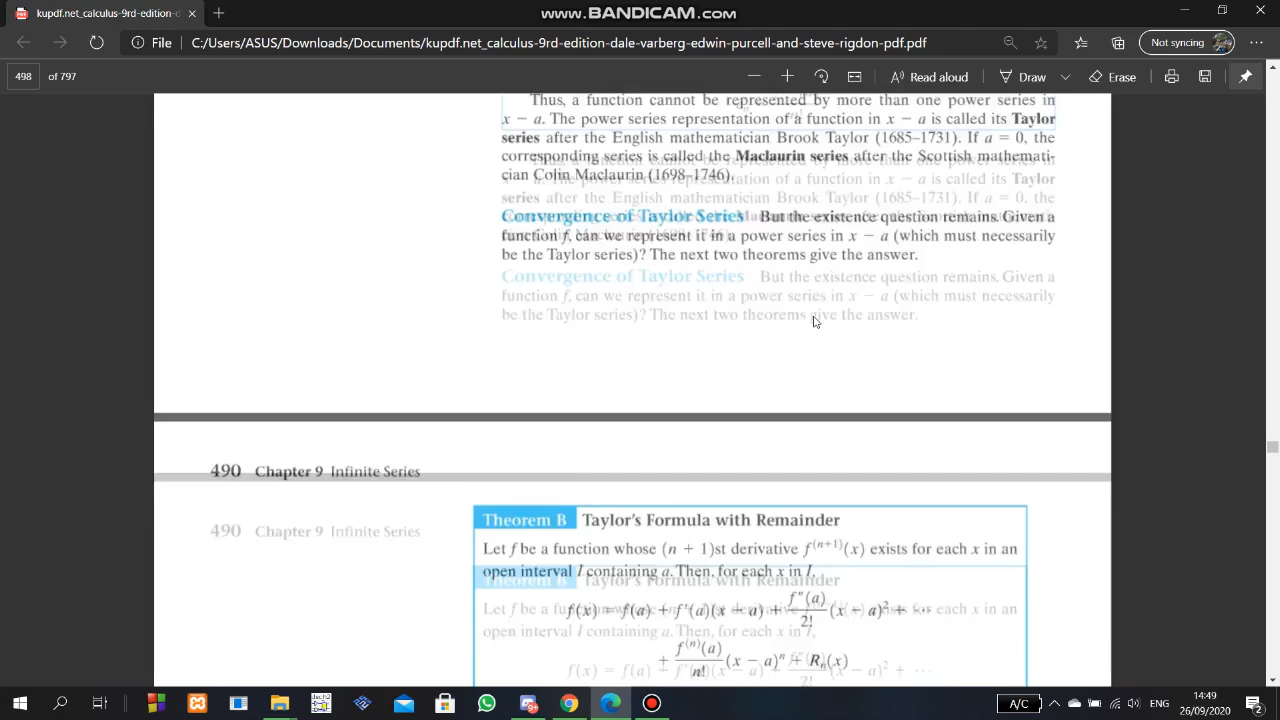 www.BANDICAM.com
kupdf.net_calculus-9rd-edition-d
File C:/Users/ASUS/Downloads/Documents/kupdf.net_calculus-9rd-edition-dale-varberg-edwin-purcell-and-steve-rigdon-pdf.pdf
Not syncing
498 of 797
Read aloud
Draw
Erase
Thus, a function cannot be represented by more than one power series in
x − a. The power series representation of a function in x − a is called its Taylor
series after the English mathematician Brook Taylor (1685–1731). If a = 0, the
corresponding series is called the Maclaurin series after the Scottish mathemati-
cian Colin Maclaurin (1698–1746).
Convergence of Taylor Series But the existence question remains. Given a
function f, can we represent it in a power series in x − a (which must necessarily
be the Taylor series)? The next two theorems give the answer.
Convergence of Taylor Series But the existence question remains. Given a
function f, can we represent it in a power series in x − a (which must necessarily
be the Taylor series)? The next two theorems give the answer.
490 Chapter 9 Infinite Series
490 Chapter 9 Infinite Series
Theorem B Taylor's Formula with Remainder
Let f be a function whose (n + 1)st derivative f^(n+1)(x) exists for each x in an
open interval I containing a. Then, for each x in I,
f(x) = f(a) + f'(a)(x − a) + f''(a)/2! (x − a)² + ⋯
+ f^(n)(a)/n! (x − a)^n + R_n(x)
A/C
14:49
26/09/2020